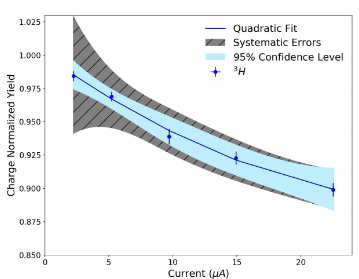 1.025
1.000
0.975
0.950
0.925
0.900
0.875
0.850
Charge Normalized Yield
Quadratic Fit
Systematic Errors
95% Confidence Level
³H
0 5 10 15 20
Current (μA)